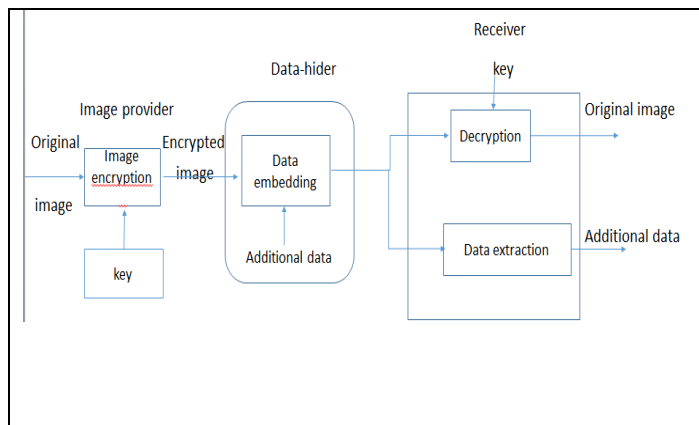 Receiver
Data-hider
key
Image provider
Original image
Original
image
Image
encryption
Encrypted
image
Data
embedding
Decryption
Additional data
key
Data extraction
Additional data